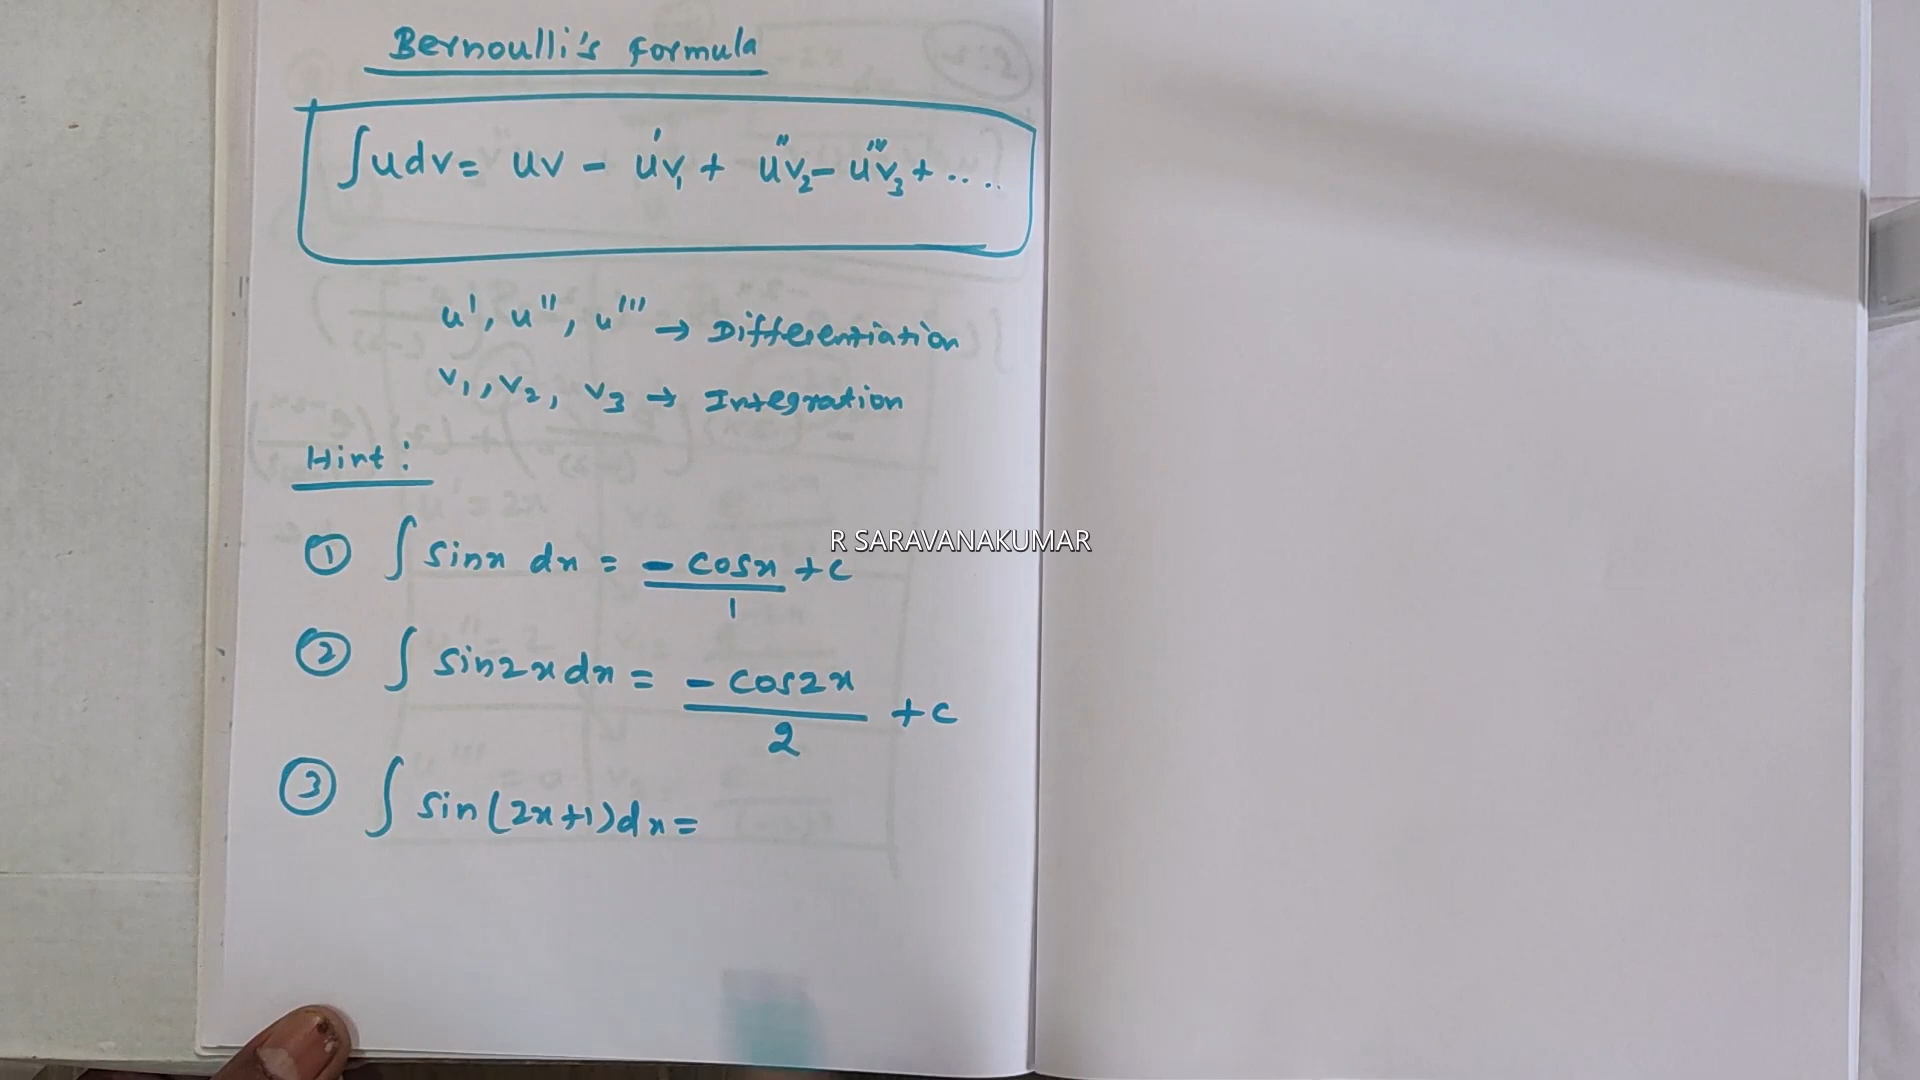 Bernoulli's Formula
∫udv = uv - u'v₁ + u''v₂ - u'''v₃ + ....
u', u'', u''' → Differentiation
v₁, v₂, v₃ → Integration
Hint:
① ∫ sinx dx = -cosx/1 + c
② ∫ sin2x dx = -cos2x/2 + c
③ ∫ sin(2x+1)dx =
R SARAVANAKUMAR